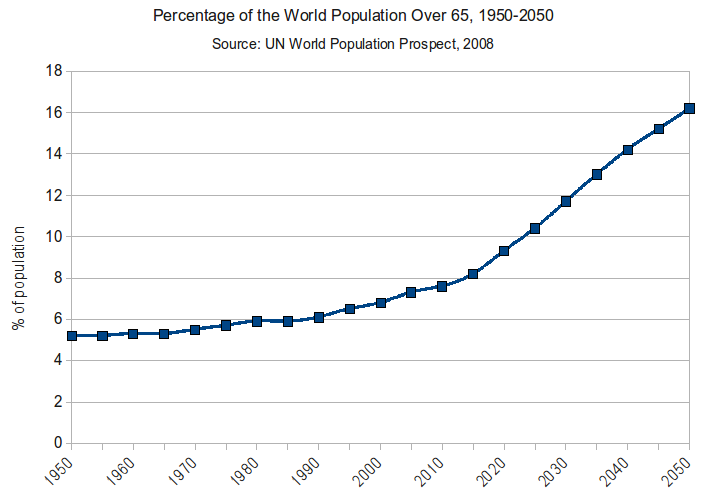 Percentage of the World Population Over 65, 1950-2050
Source: UN World Population Prospect, 2008
18
16
14
12
10
8
6
4
2
0
% of population
1950 1960 1970 1980 1990 2000 2010 2020 2030 2040 2050